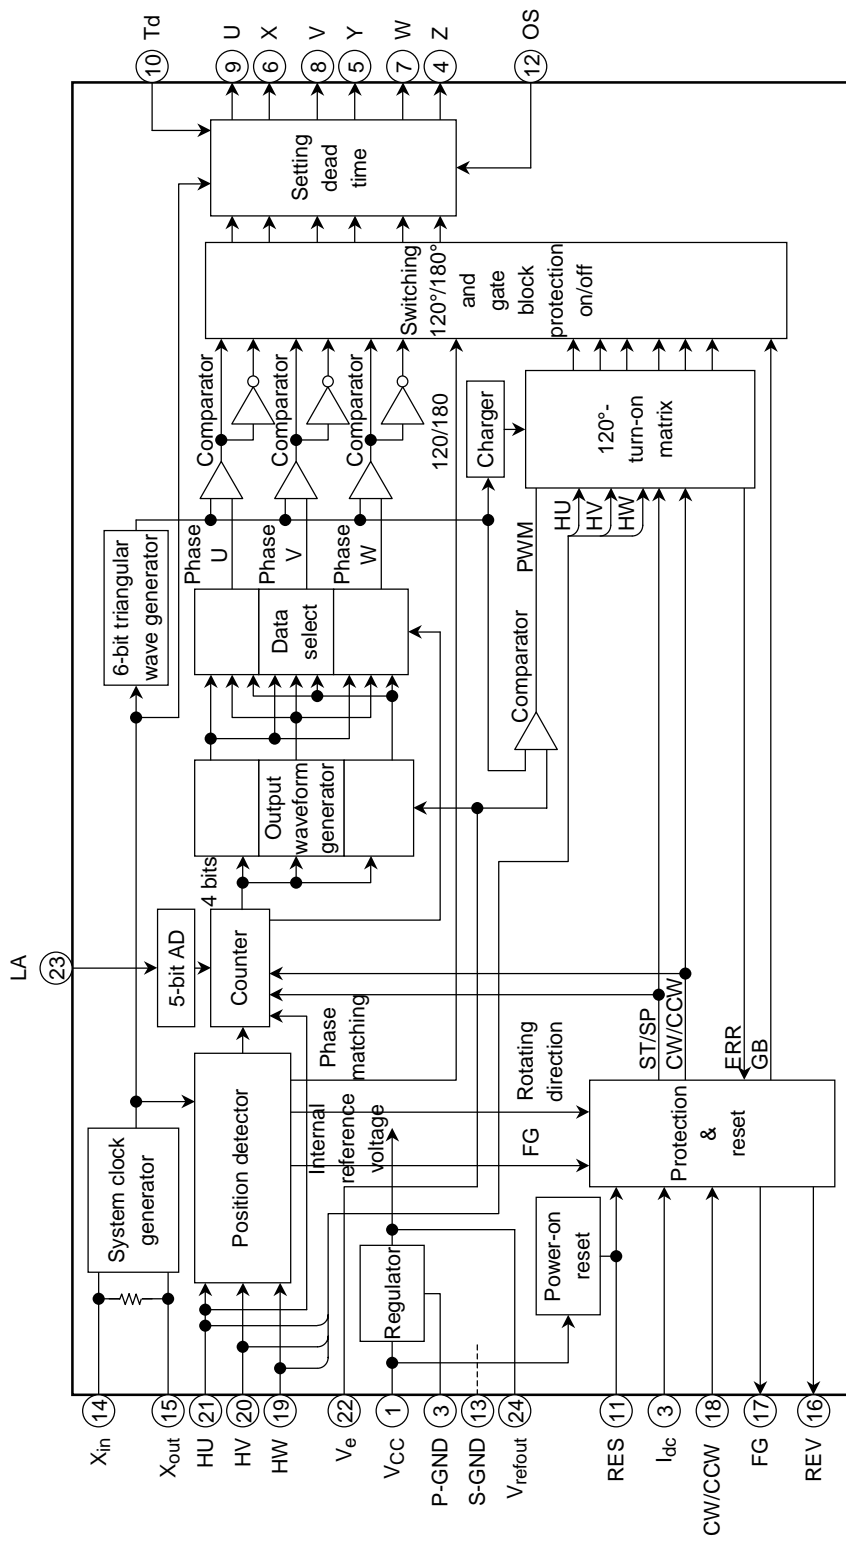 LA
23
Xin
14
Xout
15
HU
21
HV
20
HW
19
Ve
22
VCC
1
P-GND
3
S-GND
13
Vrefout
24
RES
11
Idc
3
CW/CCW
18
FG
17
REV
16
System clock
generator
Position detector
Regulator
Power-on
reset
Internal
reference
voltage
Phase
matching
FG
Rotating
direction
Protection
&
reset
ST/SP
CW/CCW
ERR
GB
5-bit AD
Counter
4 bits
Output
waveform
generator
6-bit triangular
wave generator
Data
select
Phase
U
Phase
V
Phase
W
Comparator
PWM
HU
HV
HW
Comparator
Comparator
Comparator
120/180
Charger
120°-
turn-on
matrix
Switching
120°/180°
and
gate
block
protection
on/off
Setting
dead
time
10
Td
9
U
6
X
8
V
5
Y
7
W
4
Z
12
OS